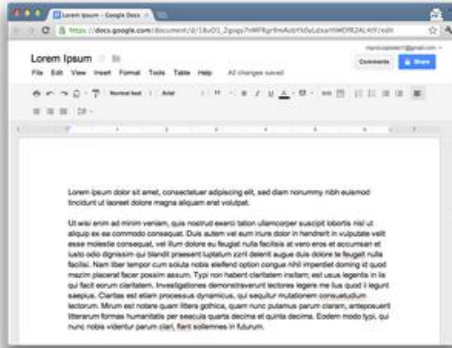 Lorem Ipsum - Google Docs
https://docs.google.com/document/d/
Lorem Ipsum
Comments
Share
File Edit View Insert Format Tools Table Help All changes saved
Normal text Arial 11 B I U A
Lorem ipsum dolor sit amet, consectetuer adipiscing elit, sed diam nonummy nibh euismod
tincidunt ut laoreet dolore magna aliquam erat volutpat.
Ut wisi enim ad minim veniam, quis nostrud exerci tation ullamcorper suscipit lobortis nisl ut
aliquip ex ea commodo consequat. Duis autem vel eum iriure dolor in hendrerit in vulputate velit
esse molestie consequat, vel illum dolore eu feugiat nulla facilisis at vero eros et accumsan et
iusto odio dignissim qui blandit praesent luptatum zzril delenit augue duis dolore te feugait nulla
facilisi. Nam liber tempor cum soluta nobis eleifend option congue nihil imperdiet doming id quod
mazim placerat facer possim assum. Typi non habent claritatem insitam; est usus legentis in iis
qui facit eorum claritatem. Investigationes demonstraverunt lectores legere me lius quod ii legunt
saepius. Claritas est etiam processus dynamicus, qui sequitur mutationem consuetudium
lectorum. Mirum est notare quam littera gothica, quam nunc putamus parum claram, anteposuerit
litterarum formas humanitatis per seacula quarta decima et quinta decima. Eodem modo typi, qui
nunc nobis videntur parum clari, fiant sollemnes in futurum.